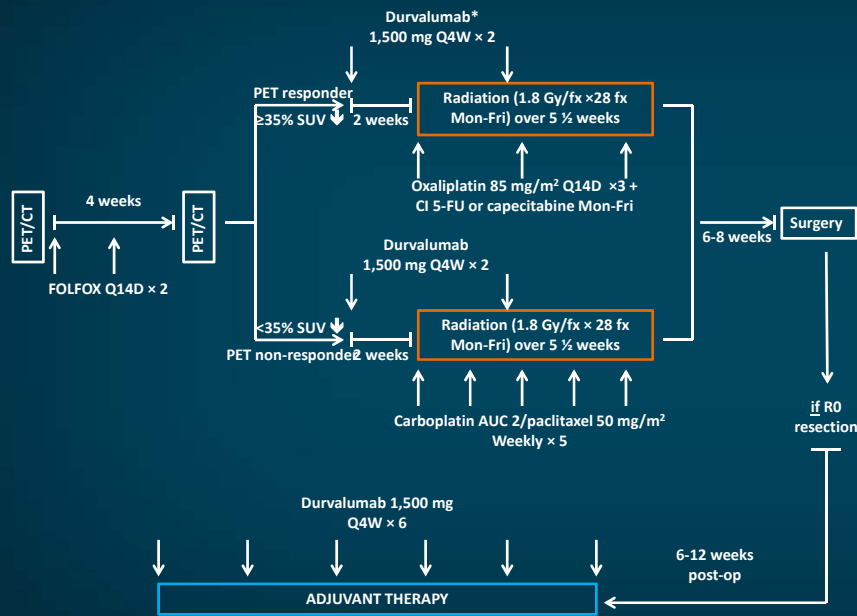 Durvalumab*
1,500 mg Q4W × 2
PET responder
≥35% SUV
2 weeks
Radiation (1.8 Gy/fx ×28 fx
Mon-Fri) over 5 ½ weeks
Oxaliplatin 85 mg/m² Q14D ×3 +
CI 5-FU or capecitabine Mon-Fri
PET/CT
4 weeks
PET/CT
FOLFOX Q14D × 2
6-8 weeks
Surgery
Durvalumab
1,500 mg Q4W × 2
<35% SUV
PET non-responder
2 weeks
Radiation (1.8 Gy/fx × 28 fx
Mon-Fri) over 5 ½ weeks
Carboplatin AUC 2/paclitaxel 50 mg/m²
Weekly × 5
if R0
resection
Durvalumab 1,500 mg
Q4W × 6
6-12 weeks
post-op
ADJUVANT THERAPY